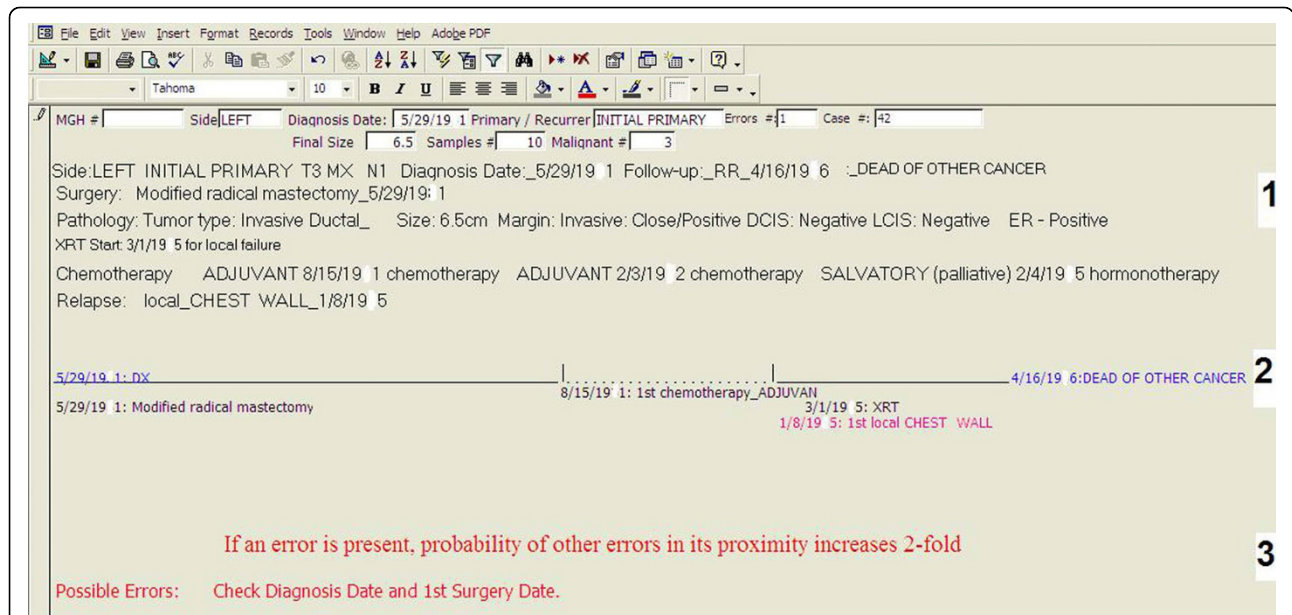 File Edit View Insert Format Records Tools Window Help Adobe PDF
Tahoma 10 B I U
MGH # Side LEFT Diagnosis Date: 5/29/19 1 Primary / Recurrer INITIAL PRIMARY Errors #: 1 Case #: 42
Final Size 6.5 Samples # 10 Malignant # 3
Side:LEFT INITIAL PRIMARY T3 MX N1 Diagnosis Date:_5/29/19 1 Follow-up:_RR_4/16/19 6 :_DEAD OF OTHER CANCER
1
Surgery: Modified radical mastectomy_5/29/19 1
Pathology: Tumor type: Invasive Ductal_ Size: 6.5cm Margin: Invasive: Close/Positive DCIS: Negative LCIS: Negative ER - Positive
XRT Start: 3/1/19 5 for local failure
Chemotherapy ADJUVANT 8/15/19 1 chemotherapy ADJUVANT 2/3/19 2 chemotherapy SALVATORY (palliative) 2/4/19 5 hormonotherapy
Relapse: local_CHEST WALL_1/8/19 5
5/29/19 1: DX 4/16/19 6:DEAD OF OTHER CANCER 2
8/15/19 1: 1st chemotherapy_ADJUVAN
5/29/19 1: Modified radical mastectomy 3/1/19 5: XRT
1/8/19 5: 1st local CHEST WALL
If an error is present, probability of other errors in its proximity increases 2-fold
3
Possible Errors: Check Diagnosis Date and 1st Surgery Date.